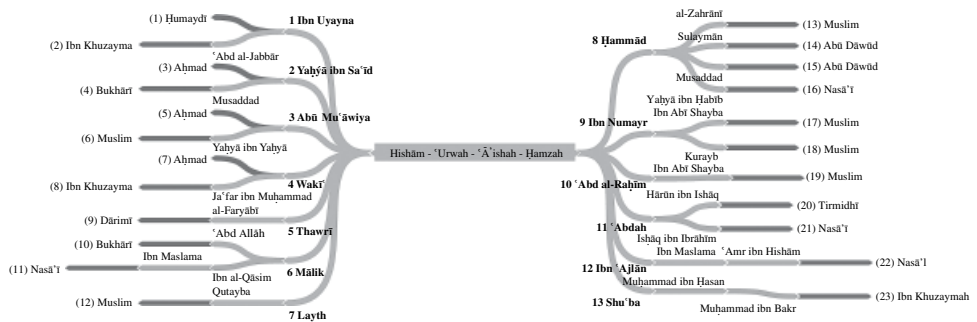 (1) Ḥumaydī
1 Ibn Uyayna
(2) Ibn Khuzayma
ʿAbd al-Jabbār
(3) Aḥmad
2 Yaḥyá ibn Saʿīd
(4) Bukhārī
Musaddad
(5) Aḥmad
3 Abū Muʿāwiya
(6) Muslim
Yaḥyā ibn Yaḥyā
(7) Aḥmad
(8) Ibn Khuzayma
4 Wakīʿ
Jaʿfar ibn Muḥammad
al-Faryābī
(9) Dārimī
5 Thawrī
(10) Bukhārī
ʿAbd Allāh
Ibn Maslama
(11) Nasāʾī
6 Mālik
Ibn al-Qāsim
Qutayba
(12) Muslim
7 Layth
Hishām - ʿUrwah - ʿĀʾishah - Ḥamzah
al-Zahrānī
(13) Muslim
8 Ḥammād
Sulaymān
(14) Abū Dāwūd
(15) Abū Dāwūd
Musaddad
(16) Nasāʾī
Yaḥyā ibn Ḥabīb
Ibn Abī Shayba
9 Ibn Numayr
(17) Muslim
(18) Muslim
Kurayb
Ibn Abī Shayba
(19) Muslim
10 ʿAbd al-Raḥīm
Hārūn ibn Isḥāq
(20) Tirmidhī
11 ʿAbdah
(21) Nasāʾī
Isḥāq ibn Ibrāhīm
Ibn Maslama
ʿAmr ibn Hishām
12 Ibn ʿAjlān
(22) Nasāʾī
Muḥammad ibn Ḥasan
(23) Ibn Khuzaymah
13 Shuʿba
Muḥammad ibn Bakr